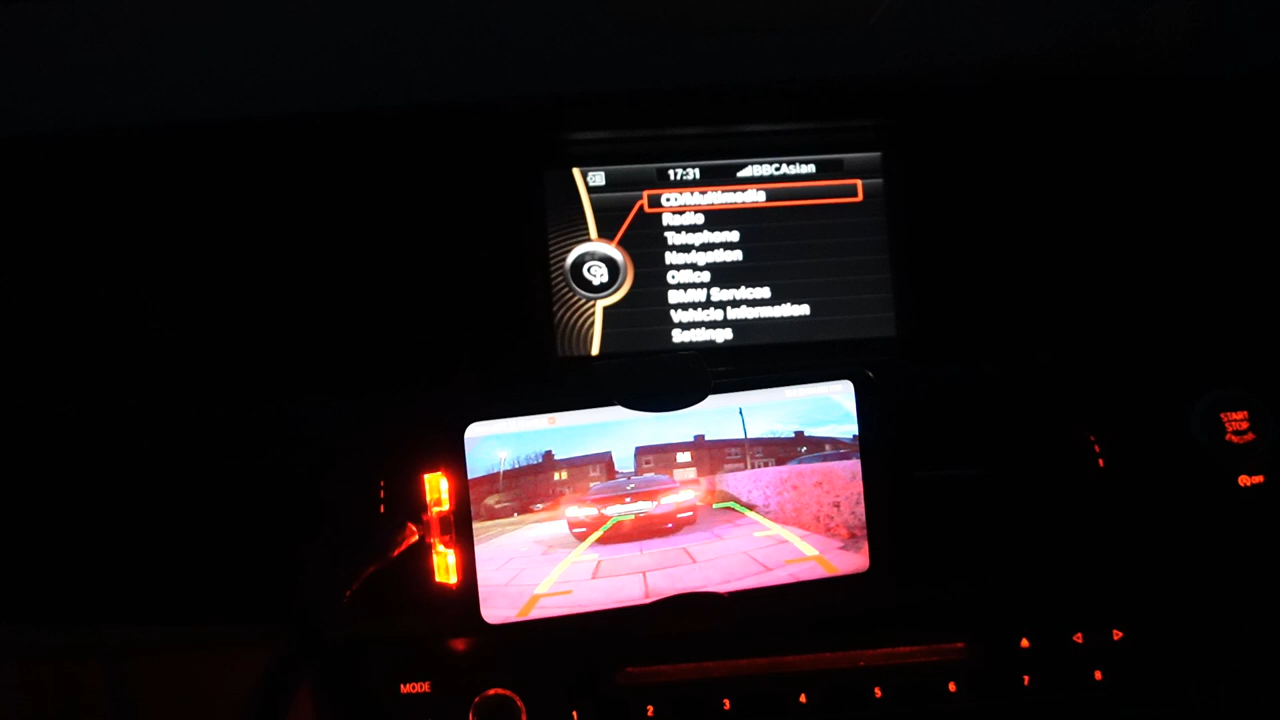 17:31 BBCAsian
CD/Multimedia
Radio
Telephone
Navigation
Office
BMW Services
Vehicle information
Settings
START
STOP
OFF
MODE
1 2 3 4 5 6 7 8